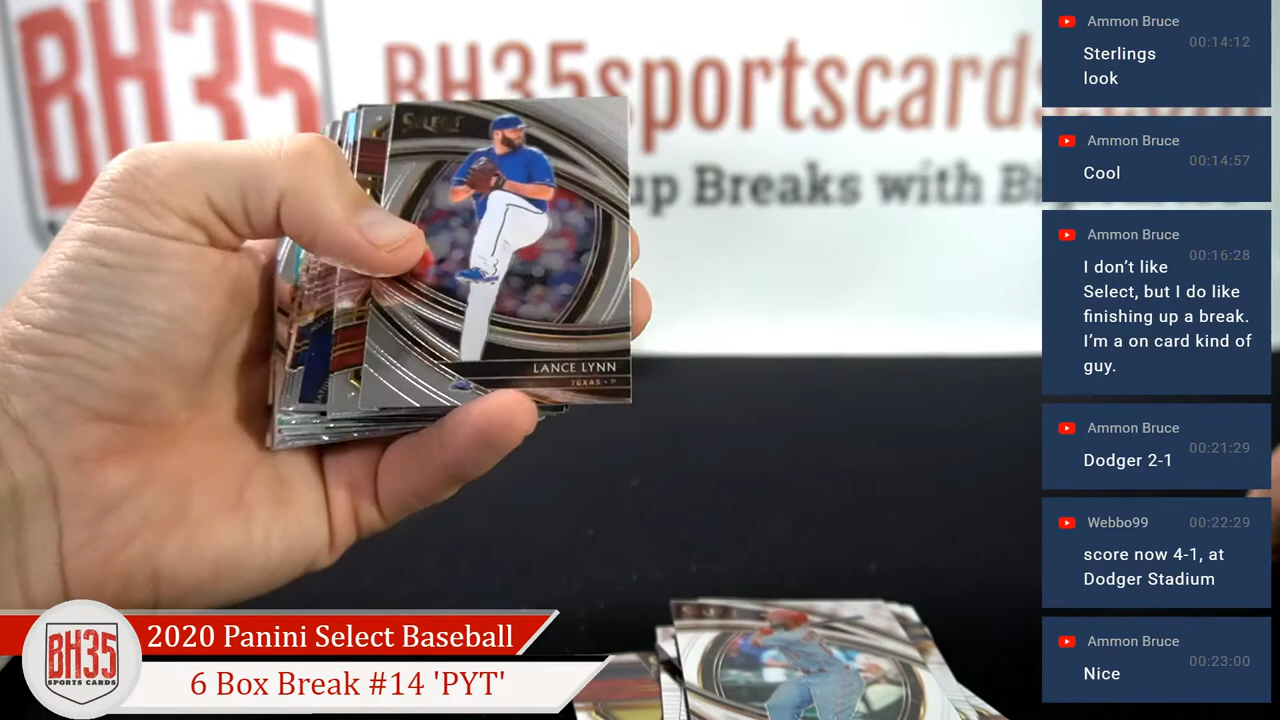 BH35
BH35sportscards.
up Breaks with Bi
SELECT
LANCE LYNN
TEXAS • P
BH35
SPORTS CARDS
2020 Panini Select Baseball
6 Box Break #14 'PYT'
Ammon Bruce
00:14:12
Sterlings
look
Ammon Bruce
00:14:57
Cool
Ammon Bruce
00:16:28
I don’t like
Select, but I do like
finishing up a break.
I’m a on card kind of
guy.
Ammon Bruce
00:21:29
Dodger 2-1
Webbo99
00:22:29
score now 4-1, at
Dodger Stadium
Ammon Bruce
00:23:00
Nice